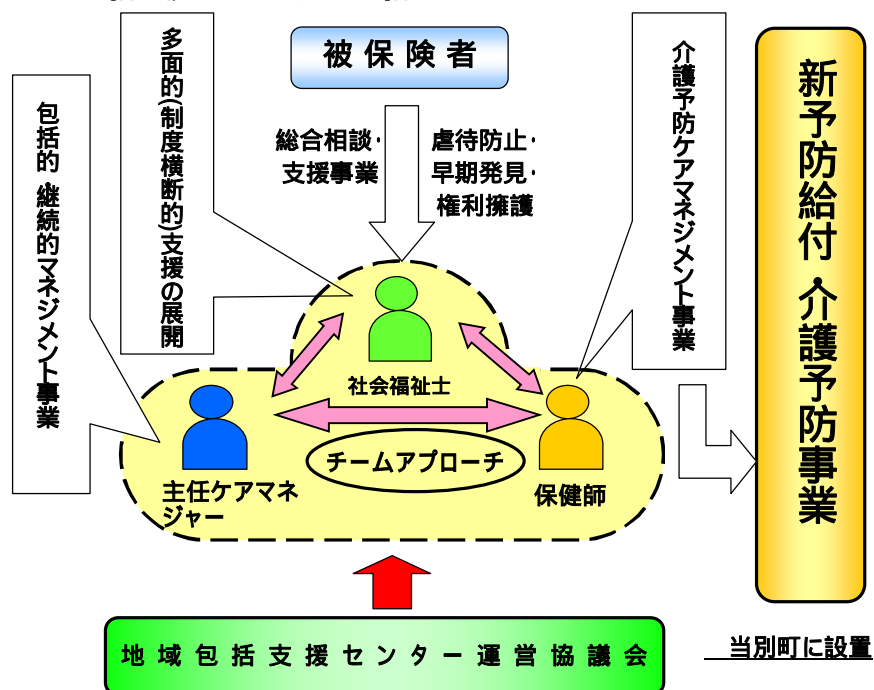 被保険者
総合相談・
支援事業
虐待防止・
早期発見・
権利擁護
多面的(制度横断的)支援の展開
包括的・継続的マネジメント事業
介護予防ケアマネジメント事業
新予防給付・介護予防事業
社会福祉士
チームアプローチ
主任ケアマネ
ジャー
保健師
地域包括支援センター運営協議会
当別町に設置